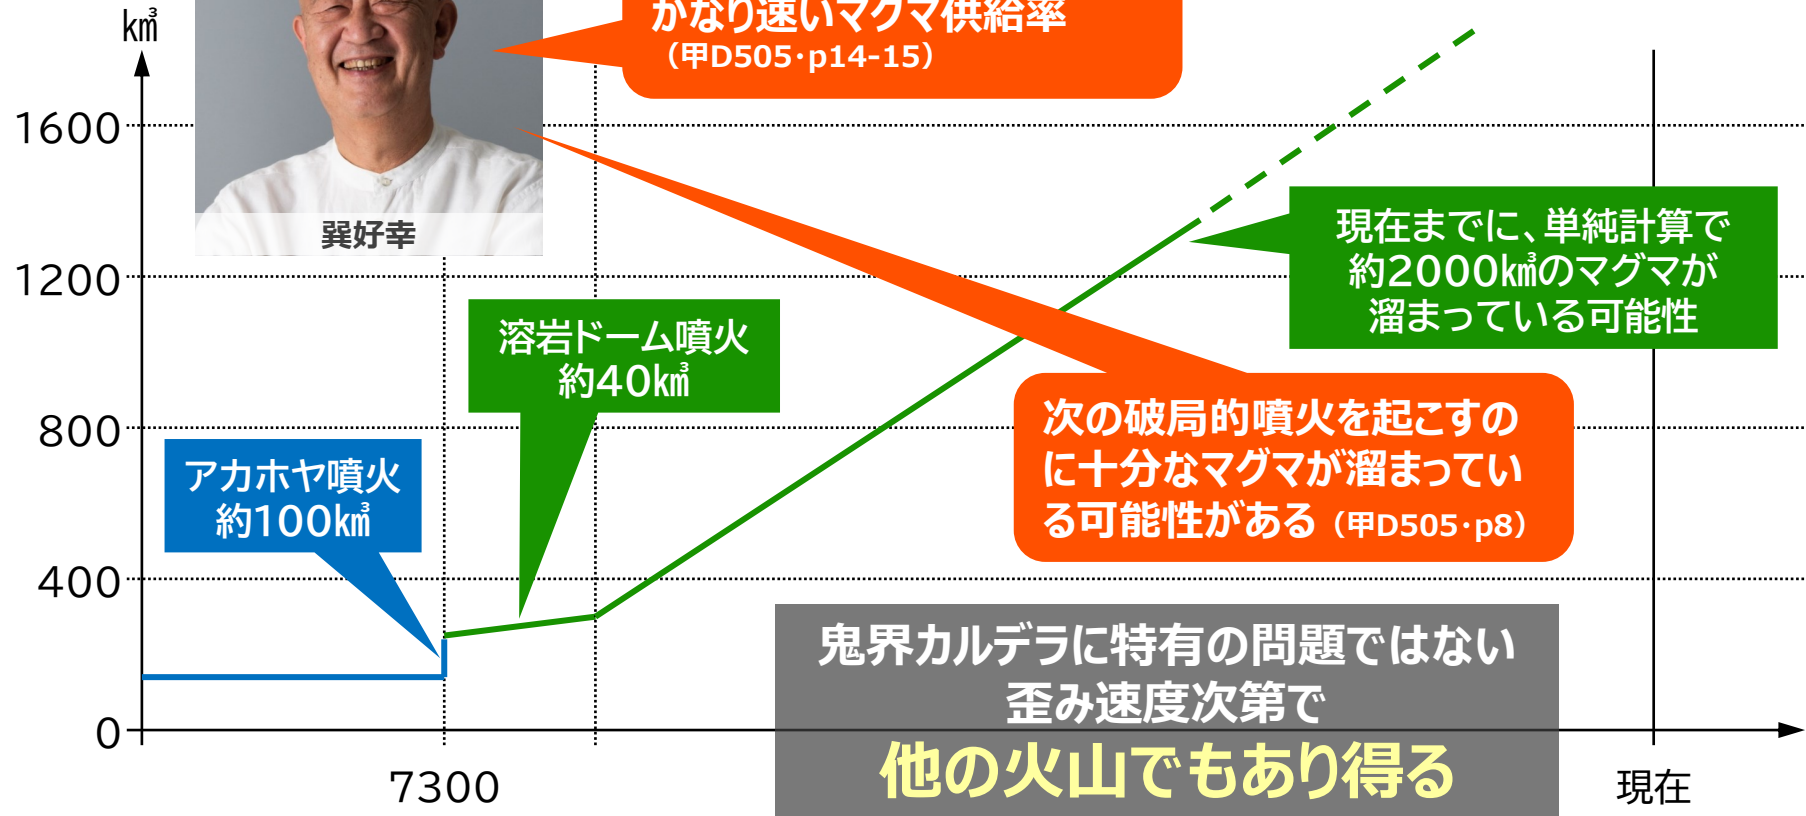 km³
かなり速いマグマ供給率
（甲D505・p14-15）
1600
巽好幸
現在までに、単純計算で
約2000km³のマグマが
溜まっている可能性
1200
溶岩ドーム噴火
約40km³
次の破局的噴火を起こすの
に十分なマグマが溜まってい
る可能性がある（甲D505・p8）
800
アカホヤ噴火
約100km³
400
鬼界カルデラに特有の問題ではない
歪み速度次第で
他の火山でもあり得る
0
7300
現在